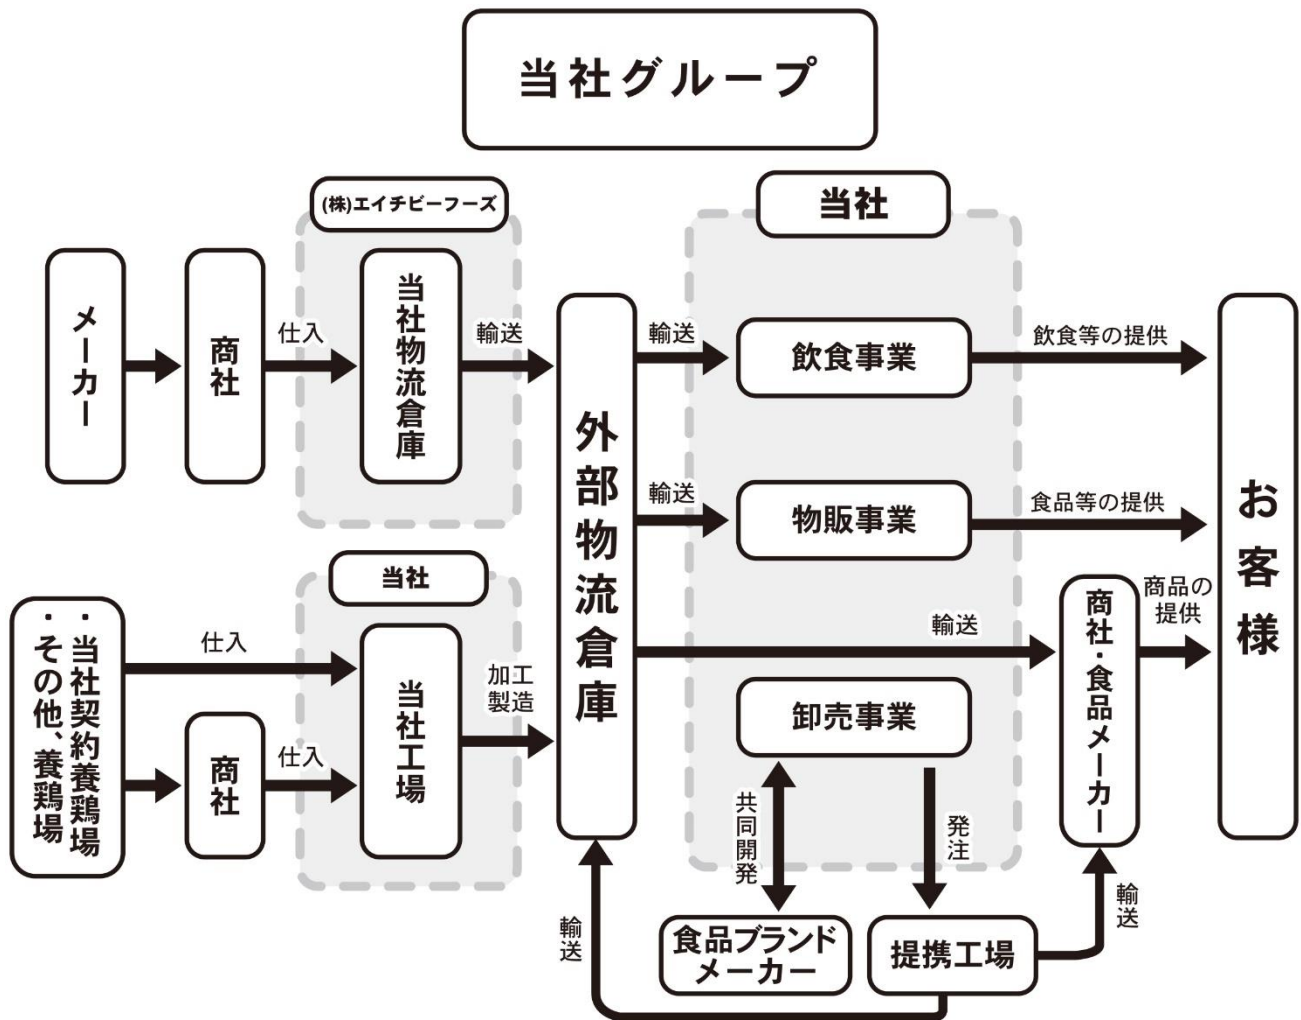 当社グループ
(株)エイチビーフーズ
当社
メーカー
商社
仕入
当社物流倉庫
輸送
外部物流倉庫
輸送
飲食事業
飲食等の提供
輸送
物販事業
食品等の提供
お客様
当社
・当社契約養鶏場
・その他、養鶏場
仕入
商社
仕入
当社工場
加工
製造
輸送
商社・食品メーカー
商品の
提供
卸売事業
共同開発
発注
食品ブランド
メーカー
提携工場
輸送
輸送